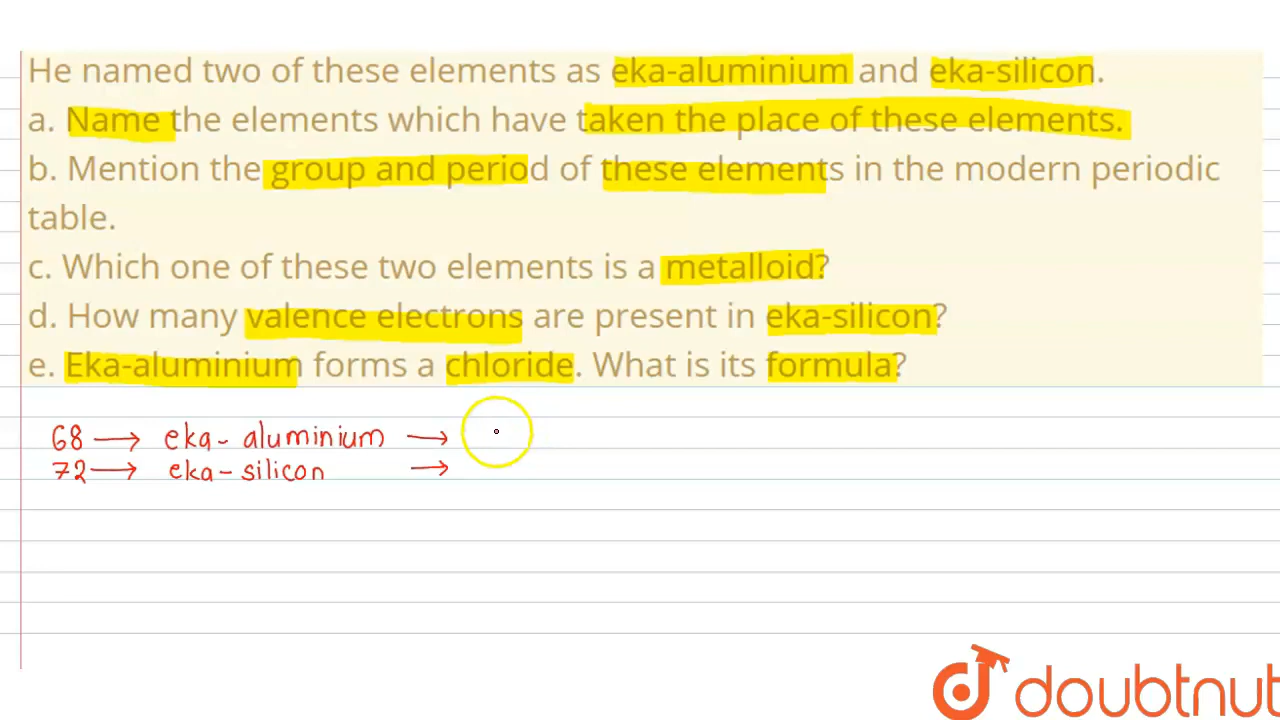 He named two of these elements as eka-aluminium and eka-silicon.
a. Name the elements which have taken the place of these elements.
b. Mention the group and period of these elements in the modern periodic
table.
c. Which one of these two elements is a metalloid?
d. How many valence electrons are present in eka-silicon?
e. Eka-aluminium forms a chloride. What is its formula?
68 → eka- aluminium →
72 → eka - silicon →
doubtnut